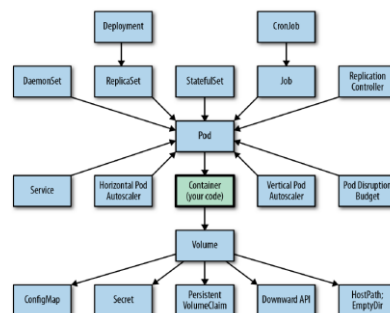 Deployment
CronJob
DaemonSet
ReplicaSet
StatefulSet
Job
Replication
Controller
Pod
Service
Horizontal Pod
Autoscaler
Container
(your code)
Vertical Pod
Autoscaler
Pod Disruption
Budget
Volume
ConfigMap
Secret
Persistent
VolumeClaim
Downward API
HostPath;
EmptyDir